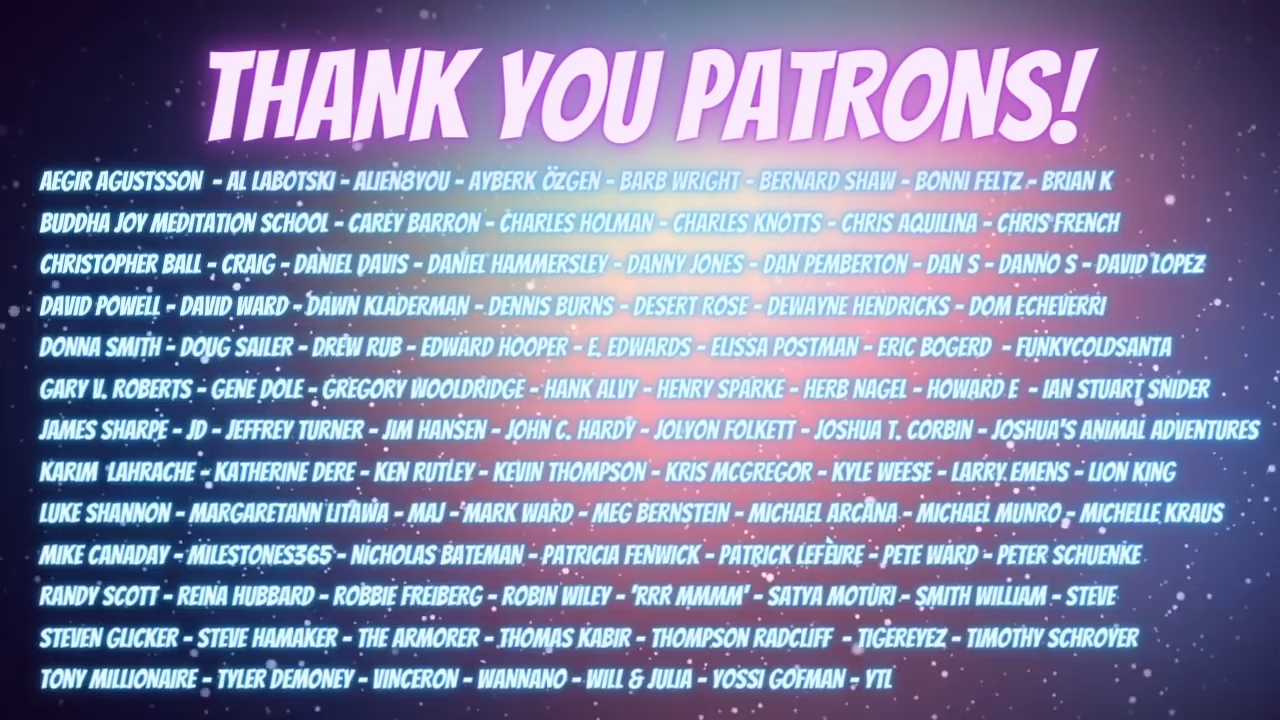 THANK YOU PATRONS!
AEGIR AGUSTSSON - AL LABOTSKI - ALIEN8YOU - AYBERK ÖZGEN - BARB WRIGHT - BERNARD SHAW - BONNI FELTZ - BRIAN K
BUDDHA JOY MEDITATION SCHOOL - CAREY BARRON - CHARLES HOLMAN - CHARLES KNOTTS - CHRIS AQUILINA - CHRIS FRENCH
CHRISTOPHER BALL - CRAIG - DANIEL DAVIS - DANIEL HAMMERSLEY - DANNY JONES - DAN PEMBERTON - DAN S - DANNO S - DAVID LOPEZ
DAVID POWELL - DAVID WARD - DAWN KLADERMAN - DENNIS BURNS - DESERT ROSE - DEWAYNE HENDRICKS - DOM ECHEVERRI
DONNA SMITH - DOUG SAILER - DREW RUB - EDWARD HOOPER - E. EDWARDS - ELISSA POSTMAN - ERIC BOGERD - FUNKYCOLDSANTA
GARY V. ROBERTS - GENE DOLE - GREGORY WOOLDRIDGE - HANK ALVY - HENRY SPARKE - HERB NAGEL - HOWARD E - IAN STUART SNIDER
JAMES SHARPE - JD - JEFFREY TURNER - JIM HANSEN - JOHN C. HARDY - JOLYON FOLKETT - JOSHUA T. CORBIN - JOSHUA'S ANIMAL ADVENTURES
KARIM LAHRACHE - KATHERINE DERE - KEN RUTLEY - KEVIN THOMPSON - KRIS MCGREGOR - KYLE WEESE - LARRY EMENS - LION KING
LUKE SHANNON - MARGARETANN LITAWA - MAJ - MARK WARD - MEG BERNSTEIN - MICHAEL ARCANA - MICHAEL MUNRO - MICHELLE KRAUS
MIKE CANADAY - MILESTONES365 - NICHOLAS BATEMAN - PATRICIA FENWICK - PATRICK LEFÈVRE - PETE WARD - PETER SCHUENKE
RANDY SCOTT - REINA HUBBARD - ROBBIE FREIBERG - ROBIN WILEY - 'RRR MMMM' - SATYA MOTURI - SMITH WILLIAM - STEVE
STEVEN GLICKER - STEVE HAMAKER - THE ARMORER - THOMAS KABIR - THOMPSON RADCLIFF - TIGEREYEZ - TIMOTHY SCHROYER
TONY MILLIONAIRE - TYLER DEMONEY - VINCERON - WANNANO - WILL & JULIA - YOSSI GOFMAN - YTL